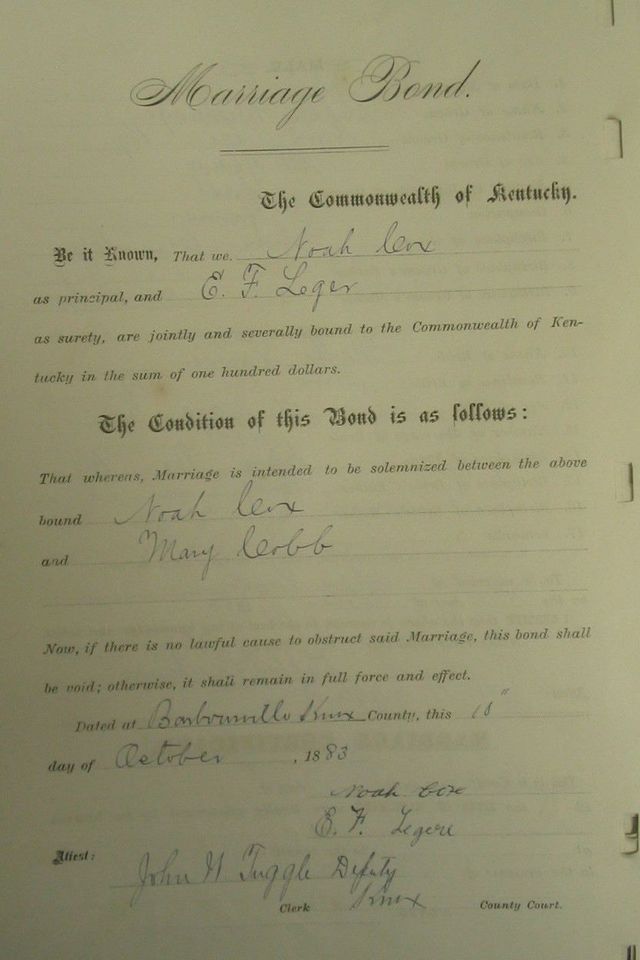 Marriage Bond.
The Commonwealth of Kentucky.
Be it Known, That we Noah Cox
as principal, and E. F. Leger
as surety, are jointly and severally bound to the Commonwealth of Ken-
tucky in the sum of one hundred dollars.
The Condition of this Bond is as follows:
That whereas, Marriage is intended to be solemnized between the above
bound Noah Cox
and Mary Cobb
Now, if there is no lawful cause to obstruct said Marriage, this bond shall
be void; otherwise, it shall remain in full force and effect.
Dated at Barbourville Knox County, this
day of October, 1883
Noah Cox
E. F. Legere
Attest:
John H Tuggle Deputy
Clerk Knox County Court.